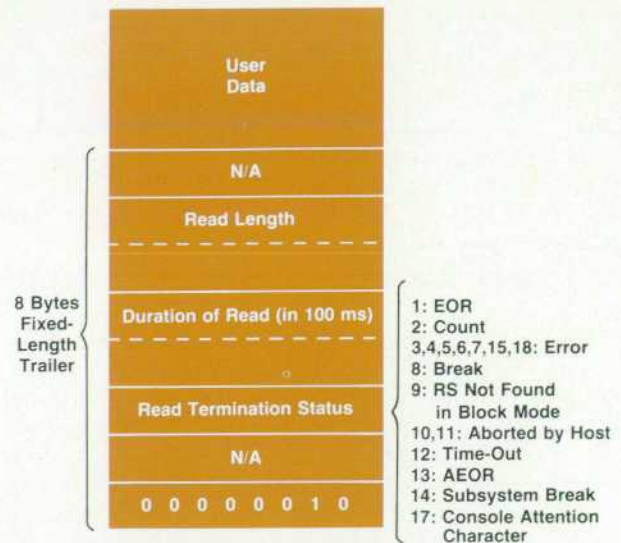 User
Data
N/A
Read Length
Duration of Read (in 100 ms)
Read Termination Status
N/A
0 0 0 0 0 0 1 0
8 Bytes
Fixed-
Length
Trailer
1: EOR
2: Count
3,4,5,6,7,15,18: Error
8: Break
9: RS Not Found
in Block Mode
10,11: Aborted by Host
12: Time-Out
13: AEOR
14: Subsystem Break
17: Console Attention
Character